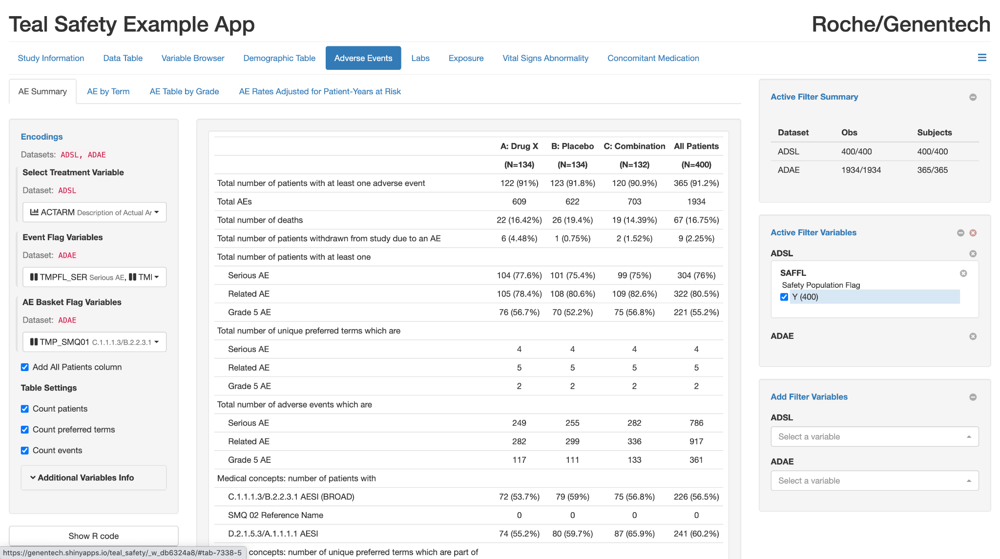 Teal Safety Example App
Roche/Genentech
Study Information Data Table Variable Browser Demographic Table Adverse Events Labs Exposure Vital Signs Abnormality Concomitant Medication
AE Summary AE by Term AE Table by Grade AE Rates Adjusted for Patient-Years at Risk
Encodings
Datasets: ADSL, ADAE
Select Treatment Variable
Dataset: ADSL
ACTARM Description of Actual Ar
Event Flag Variables
Dataset: ADAE
TMPFL_SER Serious AE, TMI
AE Basket Flag Variables
Dataset: ADAE
TMP_SMQ01 C.1.1.1.3/B.2.2.3.1
Add All Patients column
Table Settings
Count patients
Count preferred terms
Count events
Additional Variables Info
Show R code
https://genentech.shinyapps.io/teal_safety/_w_db6324a8/#tab-7338-5
A: Drug X B: Placebo C: Combination All Patients
(N=134) (N=134) (N=132) (N=400)
Total number of patients with at least one adverse event 122 (91%) 123 (91.8%) 120 (90.9%) 365 (91.2%)
Total AEs 609 622 703 1934
Total number of deaths 22 (16.42%) 26 (19.4%) 19 (14.39%) 67 (16.75%)
Total number of patients withdrawn from study due to an AE 6 (4.48%) 1 (0.75%) 2 (1.52%) 9 (2.25%)
Total number of patients with at least one
Serious AE 104 (77.6%) 101 (75.4%) 99 (75%) 304 (76%)
Related AE 105 (78.4%) 108 (80.6%) 109 (82.6%) 322 (80.5%)
Grade 5 AE 76 (56.7%) 70 (52.2%) 75 (56.8%) 221 (55.2%)
Total number of unique preferred terms which are
Serious AE 4 4 4 4
Related AE 5 5 5 5
Grade 5 AE 2 2 2 2
Total number of adverse events which are
Serious AE 249 255 282 786
Related AE 282 299 336 917
Grade 5 AE 117 111 133 361
Medical concepts: number of patients with
C.1.1.1.3/B.2.2.3.1 AESI (BROAD) 72 (53.7%) 79 (59%) 75 (56.8%) 226 (56.5%)
SMQ 02 Reference Name 0 0 0 0
D.2.1.5.3/A.1.1.1.1 AESI 74 (55.2%) 80 (59.7%) 87 (65.9%) 241 (60.2%)
concepts: number of unique preferred terms which are part of
Active Filter Summary
Dataset Obs Subjects
ADSL 400/400 400/400
ADAE 1934/1934 365/365
Active Filter Variables
ADSL
SAFFL
Safety Population Flag
Y (400)
ADAE
Add Filter Variables
ADSL
Select a variable
ADAE
Select a variable